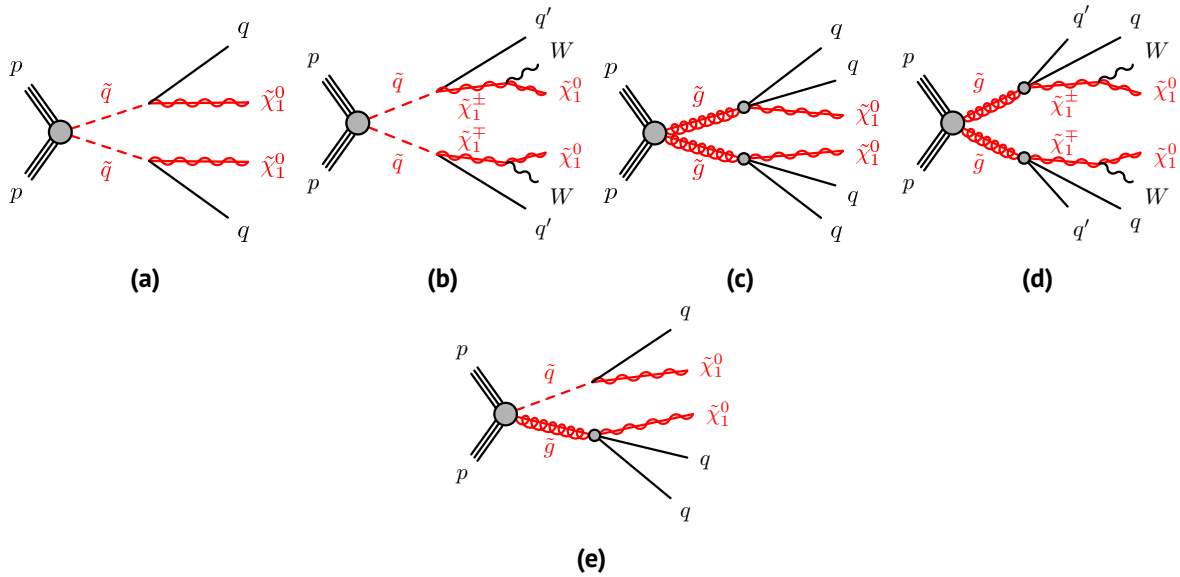 p p q̃ q̃ q χ̃₁⁰ χ̃₁⁰ q
(a)
p p q̃ q̃ q′ W χ̃₁± χ̃₁⁰ χ̃₁∓ χ̃₁⁰ W q′
(b)
p p g̃ g̃ q q χ̃₁⁰ χ̃₁⁰ q q
(c)
p p g̃ g̃ q′ q W χ̃₁± χ̃₁⁰ χ̃₁∓ χ̃₁⁰ W q q′
(d)
p p q̃ g̃ q χ̃₁⁰ χ̃₁⁰ q q
(e)